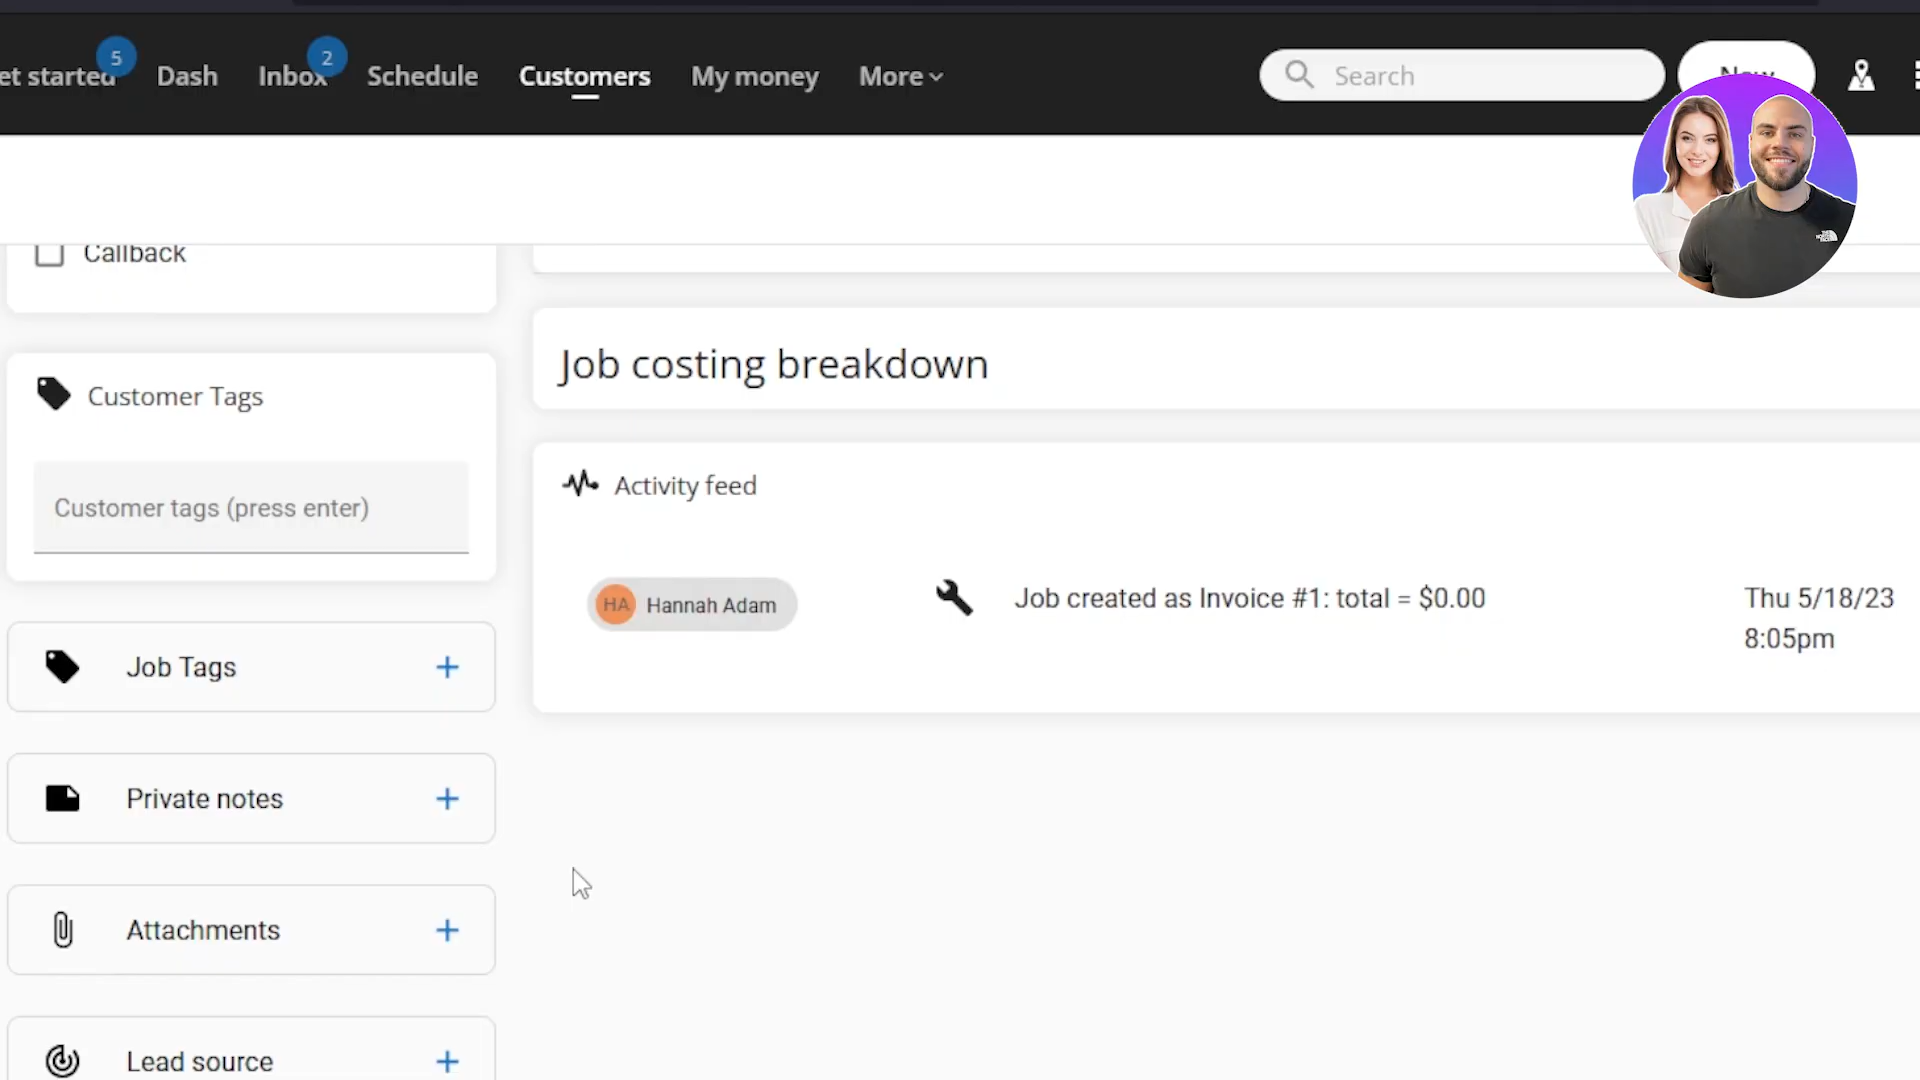 5
2
Dash
Inbox
Schedule
Customers
My money
More
Search
Callback
Customer Tags
Customer tags (press enter)
Job Tags
Private notes
Attachments
Lead source
Job costing breakdown
Activity feed
HA
Hannah Adam
Job created as Invoice #1: total = $0.00
Thu 5/18/23
8:05pm